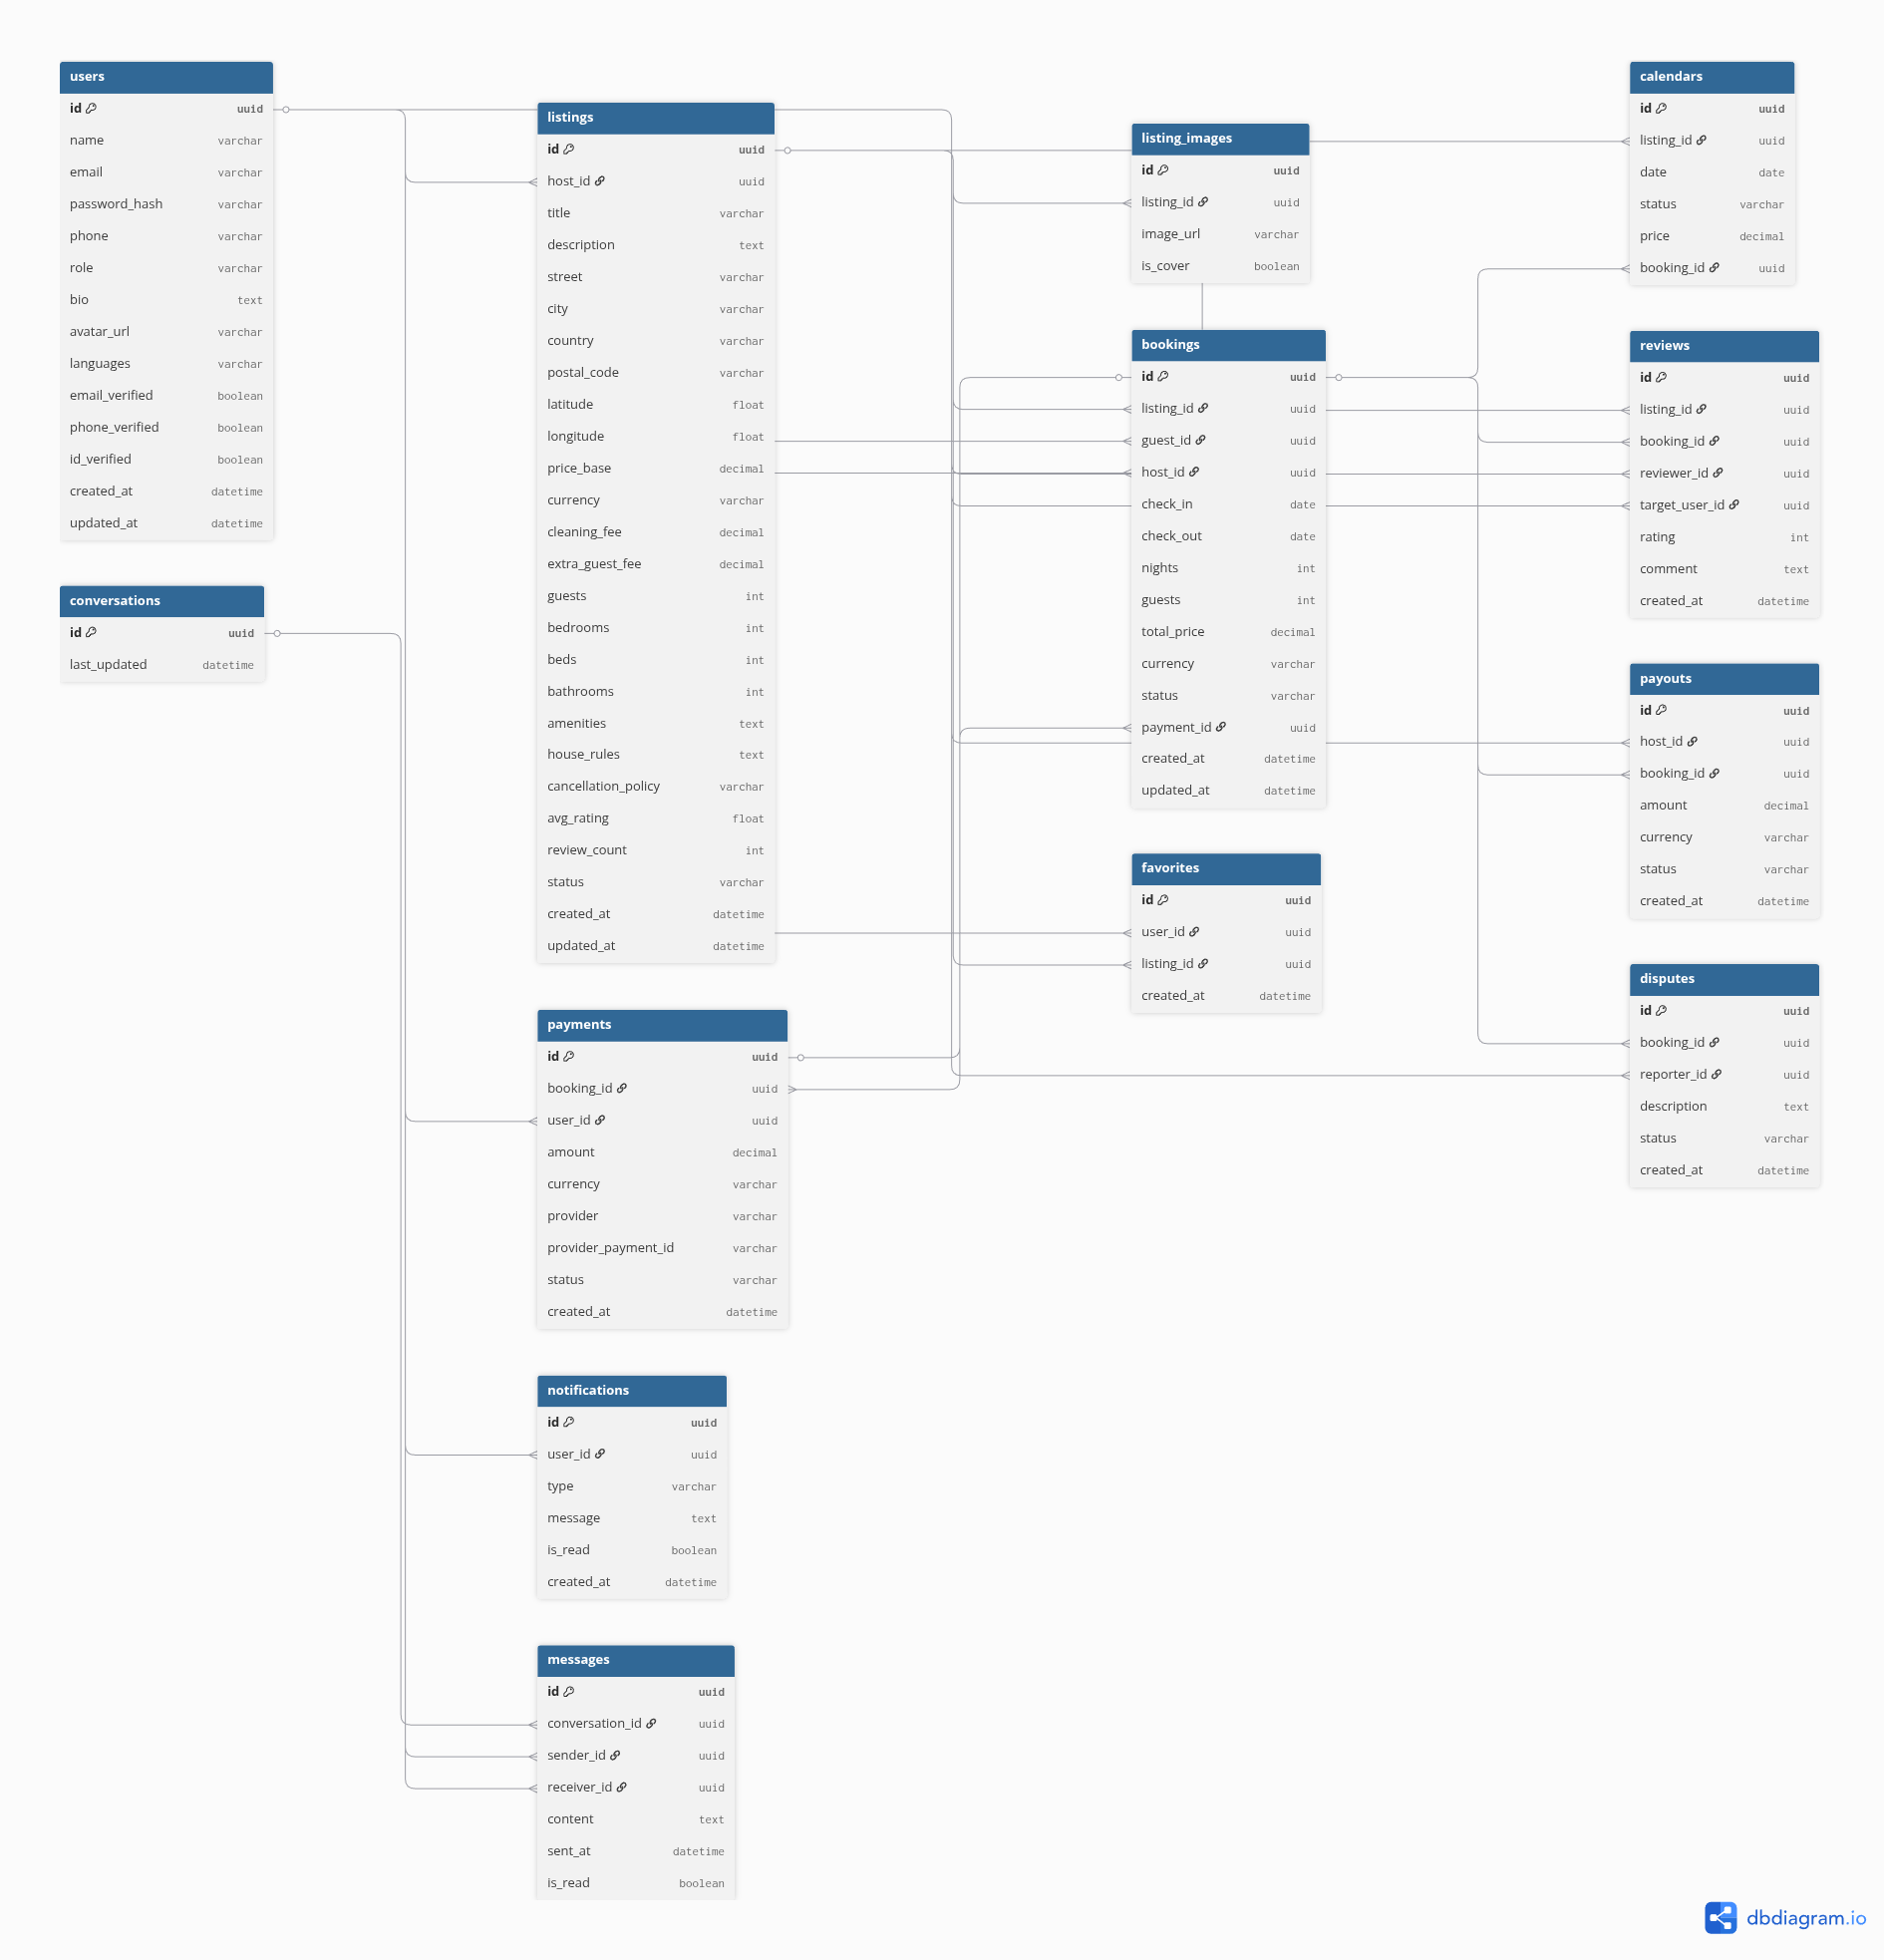 users
id uuid
name varchar
email varchar
password_hash varchar
phone varchar
role varchar
bio text
avatar_url varchar
languages varchar
email_verified boolean
phone_verified boolean
id_verified boolean
created_at datetime
updated_at datetime
conversations
id uuid
last_updated datetime
listings
id uuid
host_id uuid
title varchar
description text
street varchar
city varchar
country varchar
postal_code varchar
latitude float
longitude float
price_base decimal
currency varchar
cleaning_fee decimal
extra_guest_fee decimal
guests int
bedrooms int
beds int
bathrooms int
amenities text
house_rules text
cancellation_policy varchar
avg_rating float
review_count int
status varchar
created_at datetime
updated_at datetime
payments
id uuid
booking_id uuid
user_id uuid
amount decimal
currency varchar
provider varchar
provider_payment_id varchar
status varchar
created_at datetime
notifications
id uuid
user_id uuid
type varchar
message text
is_read boolean
created_at datetime
messages
id uuid
conversation_id uuid
sender_id uuid
receiver_id uuid
content text
sent_at datetime
is_read boolean
listing_images
id uuid
listing_id uuid
image_url varchar
is_cover boolean
bookings
id uuid
listing_id uuid
guest_id uuid
host_id uuid
check_in date
check_out date
nights int
guests int
total_price decimal
currency varchar
status varchar
payment_id uuid
created_at datetime
updated_at datetime
favorites
id uuid
user_id uuid
listing_id uuid
created_at datetime
calendars
id uuid
listing_id uuid
date date
status varchar
price decimal
booking_id uuid
reviews
id uuid
listing_id uuid
booking_id uuid
reviewer_id uuid
target_user_id uuid
rating int
comment text
created_at datetime
payouts
id uuid
host_id uuid
booking_id uuid
amount decimal
currency varchar
status varchar
created_at datetime
disputes
id uuid
booking_id uuid
reporter_id uuid
description text
status varchar
created_at datetime
dbdiagram.io